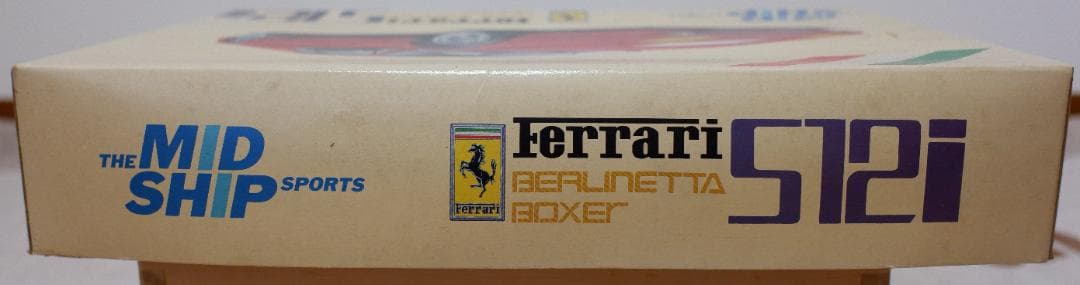 THE MID
SHIP SPORTS
Ferrari
Ferrari
BERLINETTA
BOXER
512i